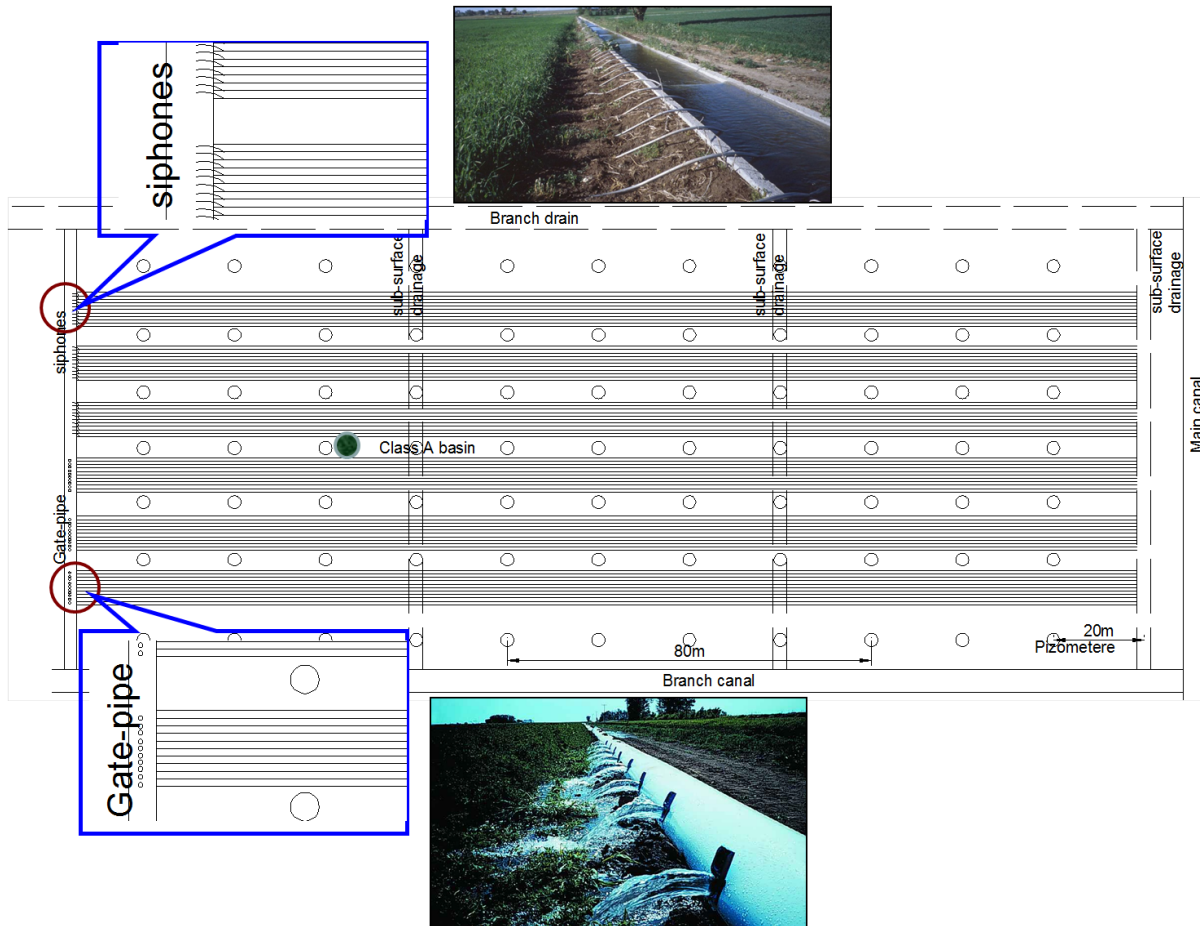 siphones
Branch drain
sub-surface
drainage
sub-surface
drainage
sub-surface
drainage
siphones
Main canal
Class A basin
Gate-pipe
20m
Pizometere
80m
Branch canal
Gate-pipe